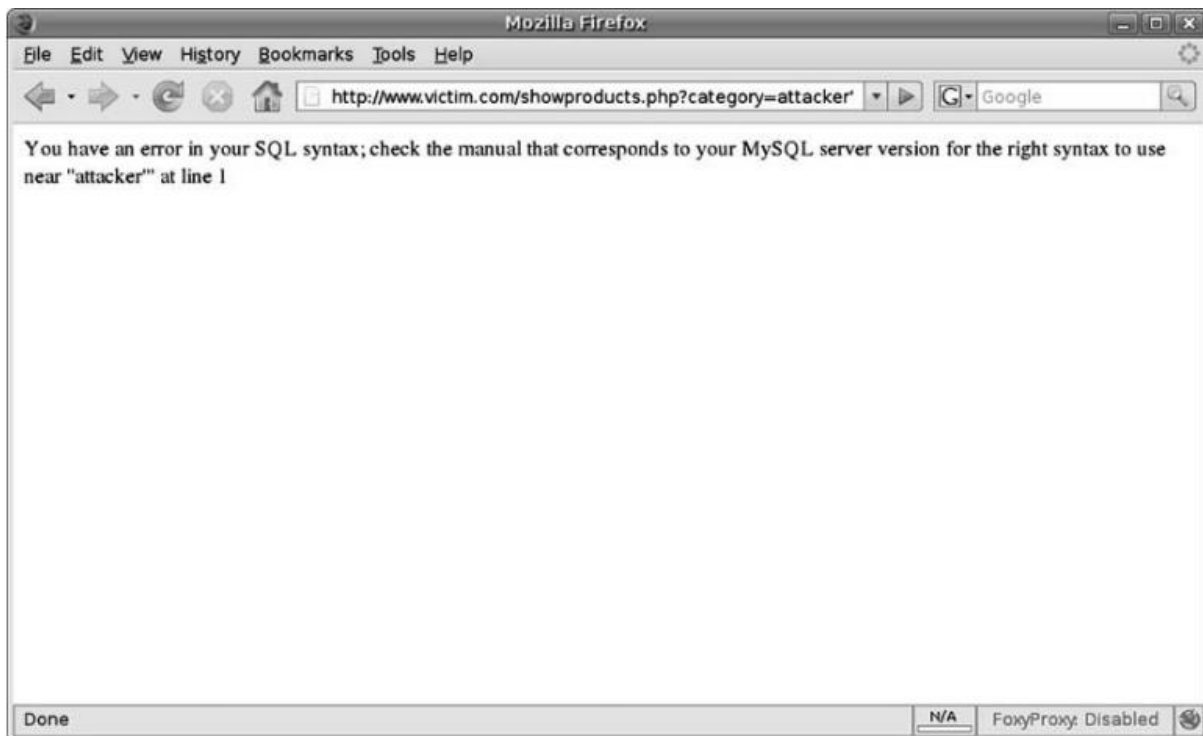 Mozilla Firefox
File Edit View History Bookmarks Tools Help
http://www.victim.com/showproducts.php?category=attacker' G Google
You have an error in your SQL syntax; check the manual that corresponds to your MySQL server version for the right syntax to use
near "attacker'" at line 1
Done N/A FoxyProxy: Disabled